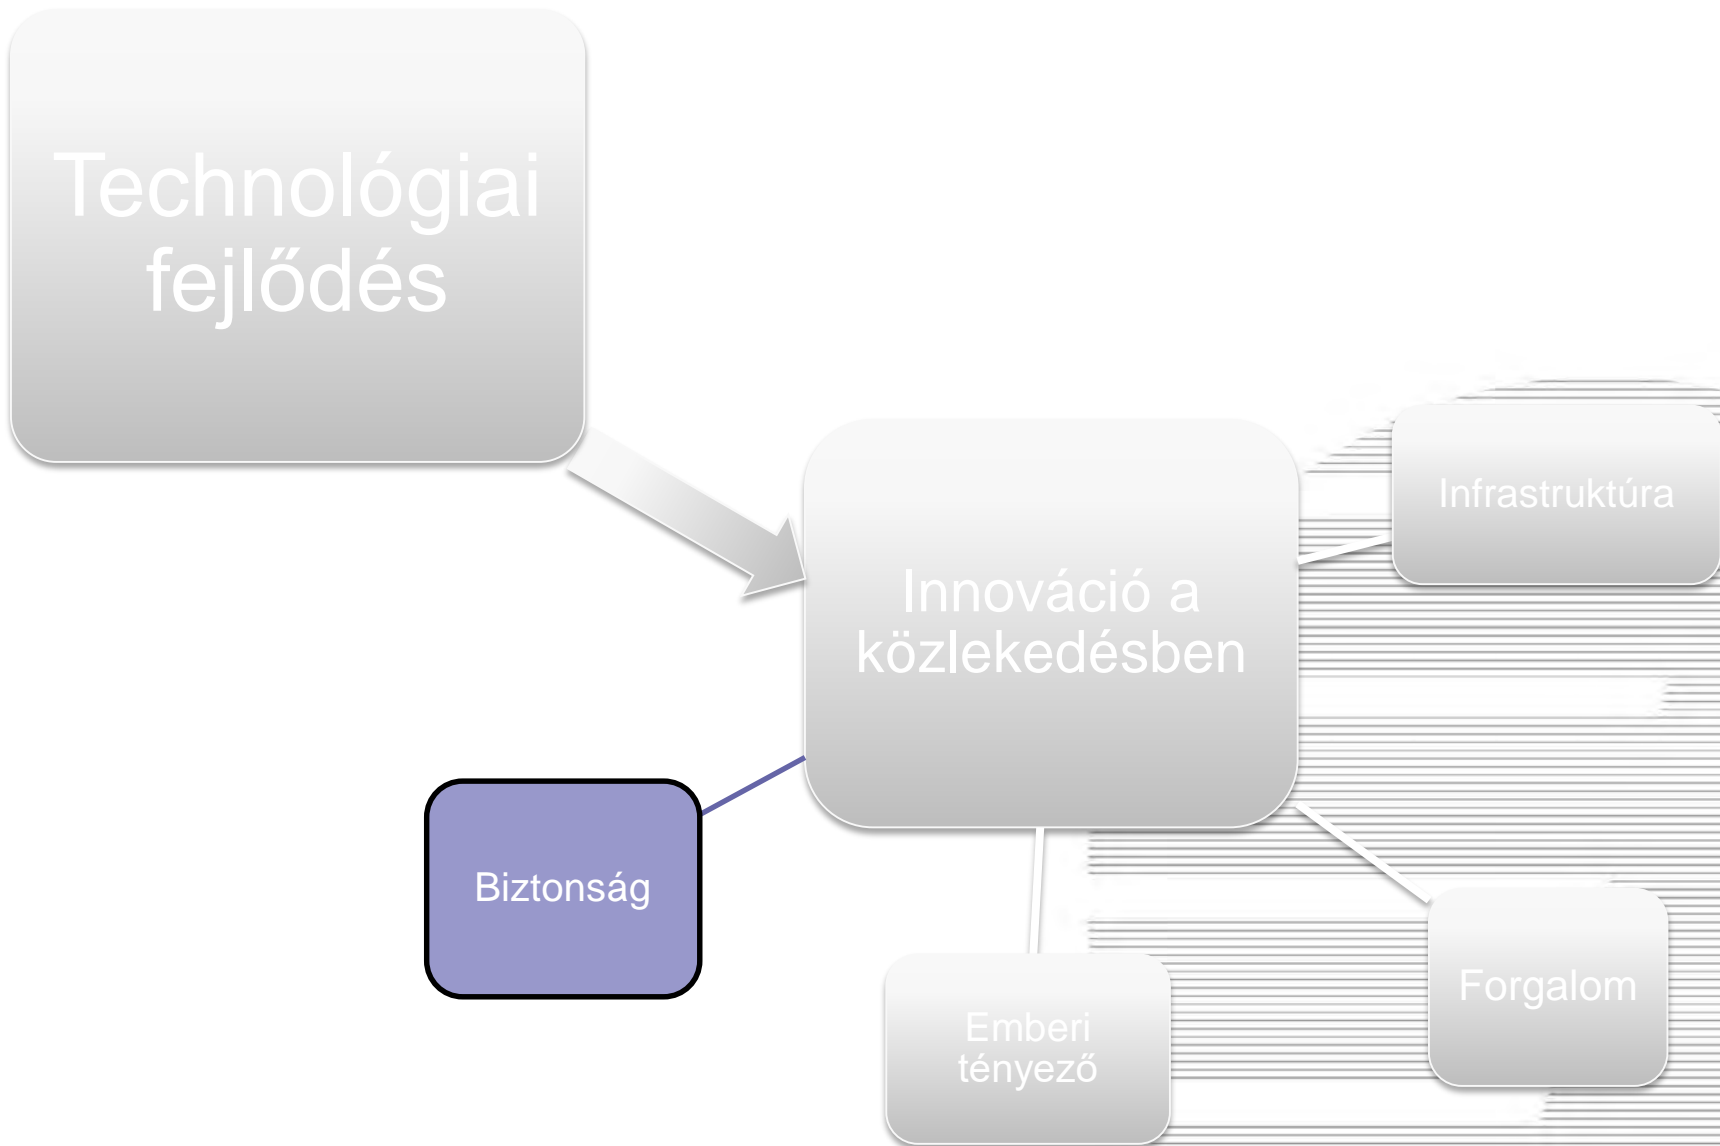 Technológiai
fejlődés
Innováció a
közlekedésben
Infrastruktúra
Biztonság
Forgalom
Emberi
tényező